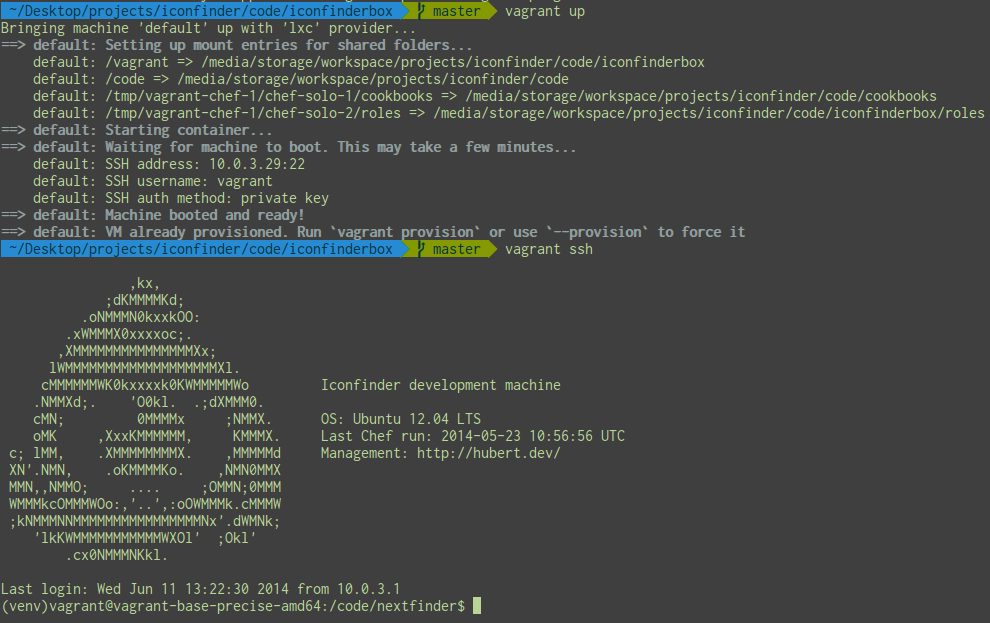 ~/Desktop/projects/iconfinder/code/iconfinderbox master vagrant up
Bringing machine 'default' up with 'lxc' provider...
==> default: Setting up mount entries for shared folders...
    default: /vagrant => /media/storage/workspace/projects/iconfinder/code/iconfinderbox
    default: /code => /media/storage/workspace/projects/iconfinder/code
    default: /tmp/vagrant-chef-1/chef-solo-1/cookbooks => /media/storage/workspace/projects/iconfinder/code/cookbooks
    default: /tmp/vagrant-chef-1/chef-solo-2/roles => /media/storage/workspace/projects/iconfinder/code/iconfinderbox/roles
==> default: Starting container...
==> default: Waiting for machine to boot. This may take a few minutes...
    default: SSH address: 10.0.3.29:22
    default: SSH username: vagrant
    default: SSH auth method: private key
==> default: Machine booted and ready!
==> default: VM already provisioned. Run `vagrant provision` or use `--provision` to force it
~/Desktop/projects/iconfinder/code/iconfinderbox master vagrant ssh
                ,kx,
             ;dKMMMMKd;
          .oNMMMN0kxxkOO:
        .xWMMMX0xxxxoc;.
       ,XMMMMMMMMMMMMMMMXx;
      lWMMMMMMMMMMMMMMMMMMMXl.
     cMMMMMMWK0kxxxxk0KWMMMMMWo         Iconfinder development machine
    .NMMXd;.    'O0kl.  .;dXMMM0.
    cMN;         0MMMMx     ;NMMX.      OS: Ubuntu 12.04 LTS
    oMK     ,XxxKMMMMMM,     KMMMX.     Last Chef run: 2014-05-23 10:56:56 UTC
 c; lMM,    .XMMMMMMMMX.    ,MMMMMd     Management: http://hubert.dev/
 XN'.NMN,    .oKMMMMKo.    ,NMN0MMX
 MMN,,NMMO;     ....     ;OMMN;0MMM
 WMMMkcOMMMWOo:,'..',:oOWMMMk.cMMMW
 ;kNMMMNNMMMMMMMMMMMMMMMMNx'.dWMNk;
    'lkKWMMMMMMMMMMMWXOl'  ;Okl'
        .cx0NMMMNKkl.
Last login: Wed Jun 11 13:22:30 2014 from 10.0.3.1
(venv)vagrant@vagrant-base-precise-amd64:/code/nextfinder$